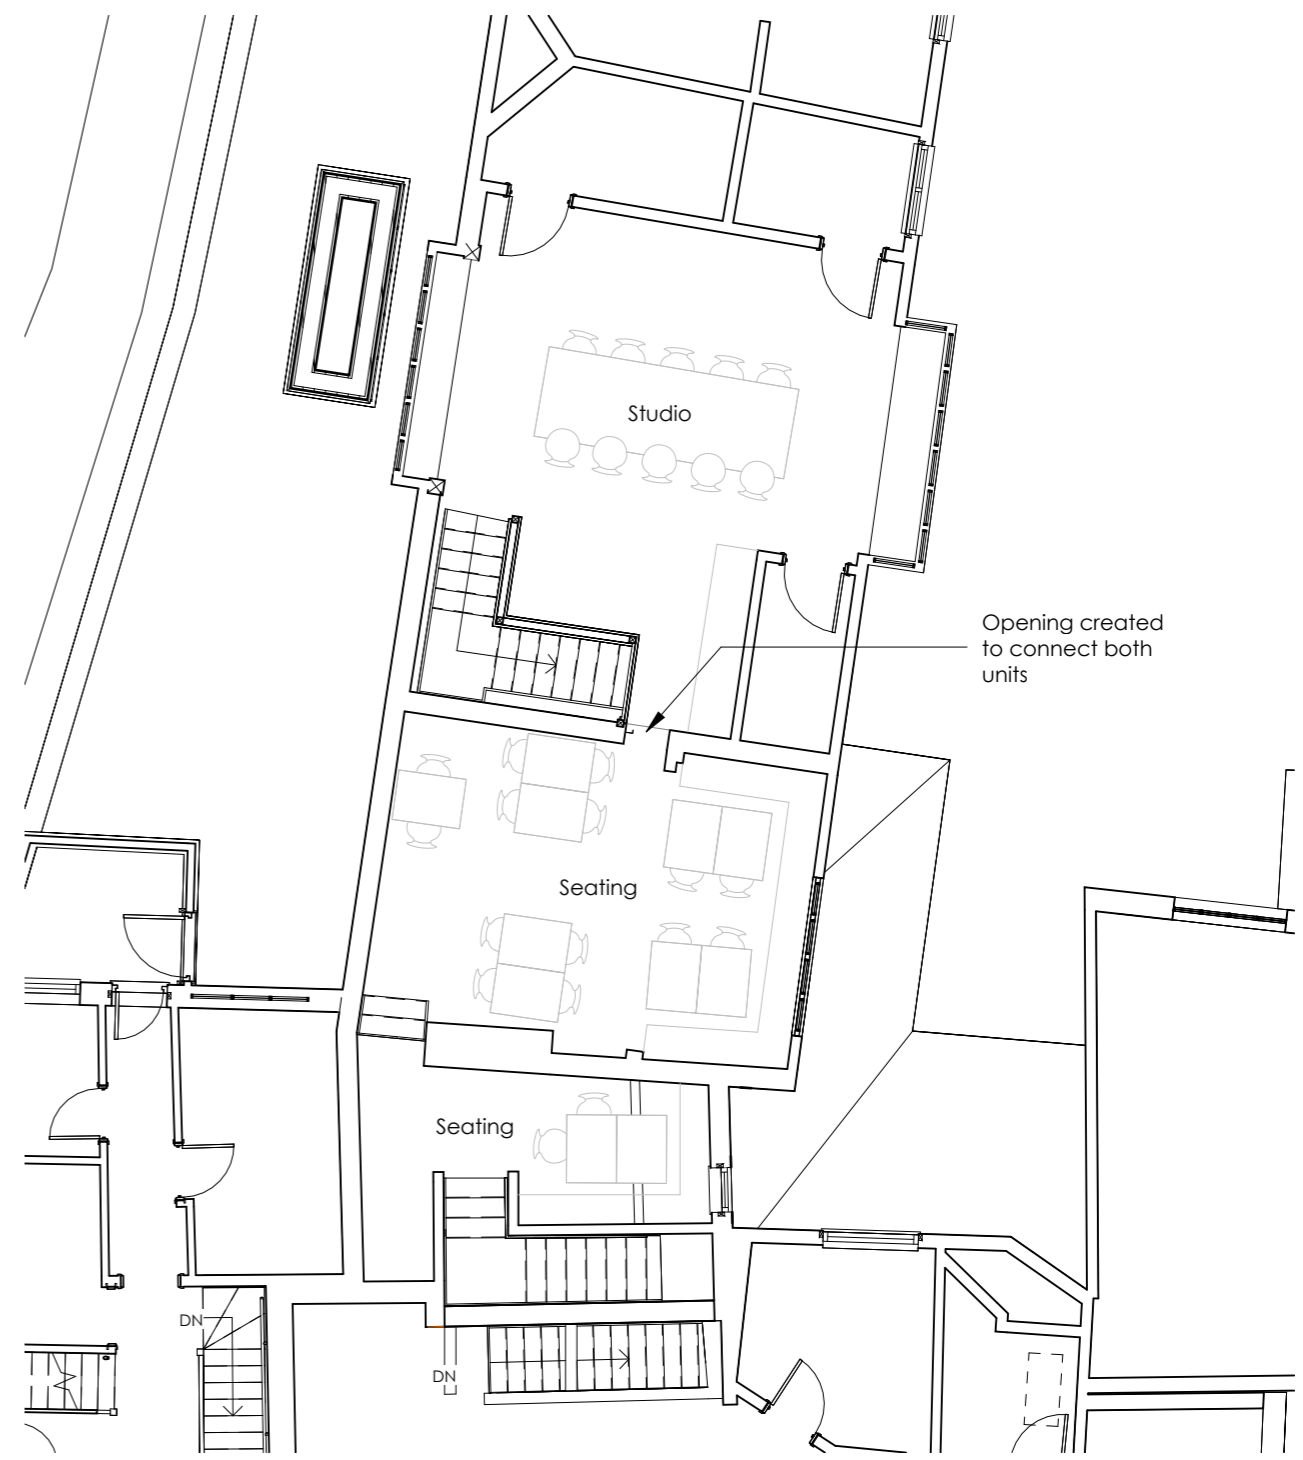 Studio
Opening created
to connect both
units
Seating
Seating
DN
DN